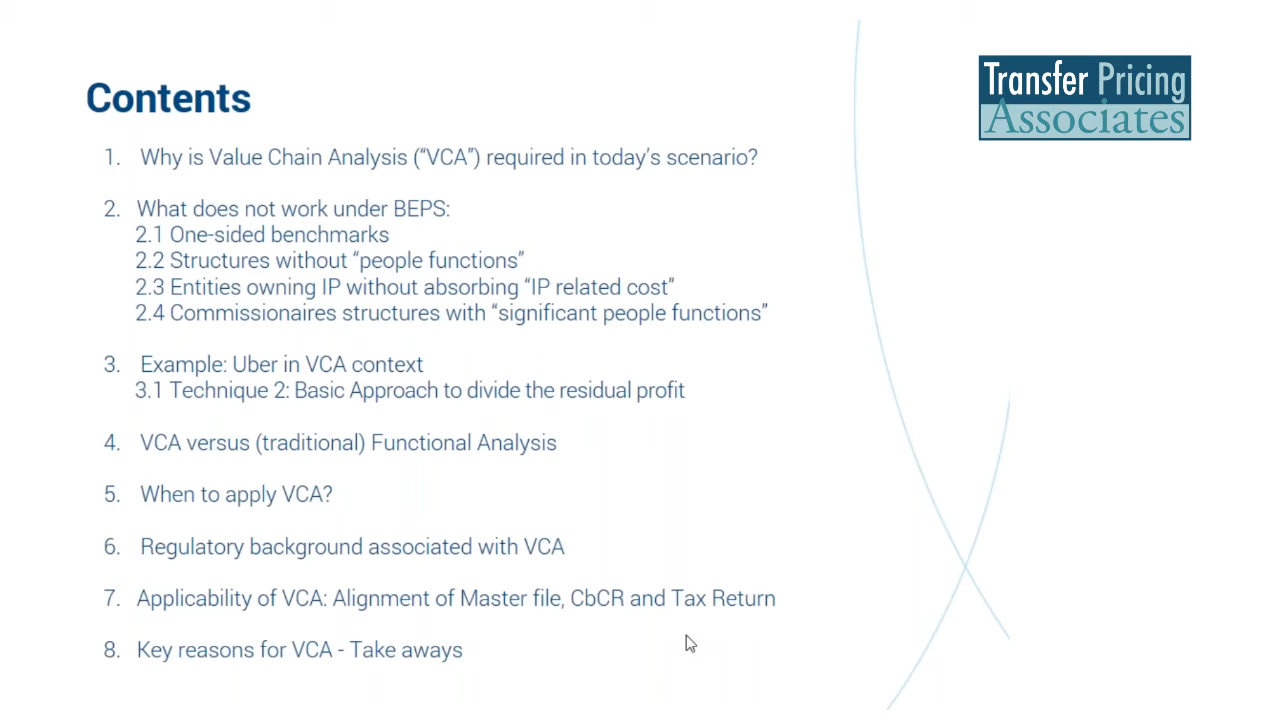 Transfer Pricing
Associates
Contents
1. Why is Value Chain Analysis (“VCA”) required in today’s scenario?
2. What does not work under BEPS:
2.1 One-sided benchmarks
2.2 Structures without “people functions”
2.3 Entities owning IP without absorbing “IP related cost”
2.4 Commissionaires structures with “significant people functions”
3. Example: Uber in VCA context
3.1 Technique 2: Basic Approach to divide the residual profit
4. VCA versus (traditional) Functional Analysis
5. When to apply VCA?
6. Regulatory background associated with VCA
7. Applicability of VCA: Alignment of Master file, CbCR and Tax Return
8. Key reasons for VCA - Take aways